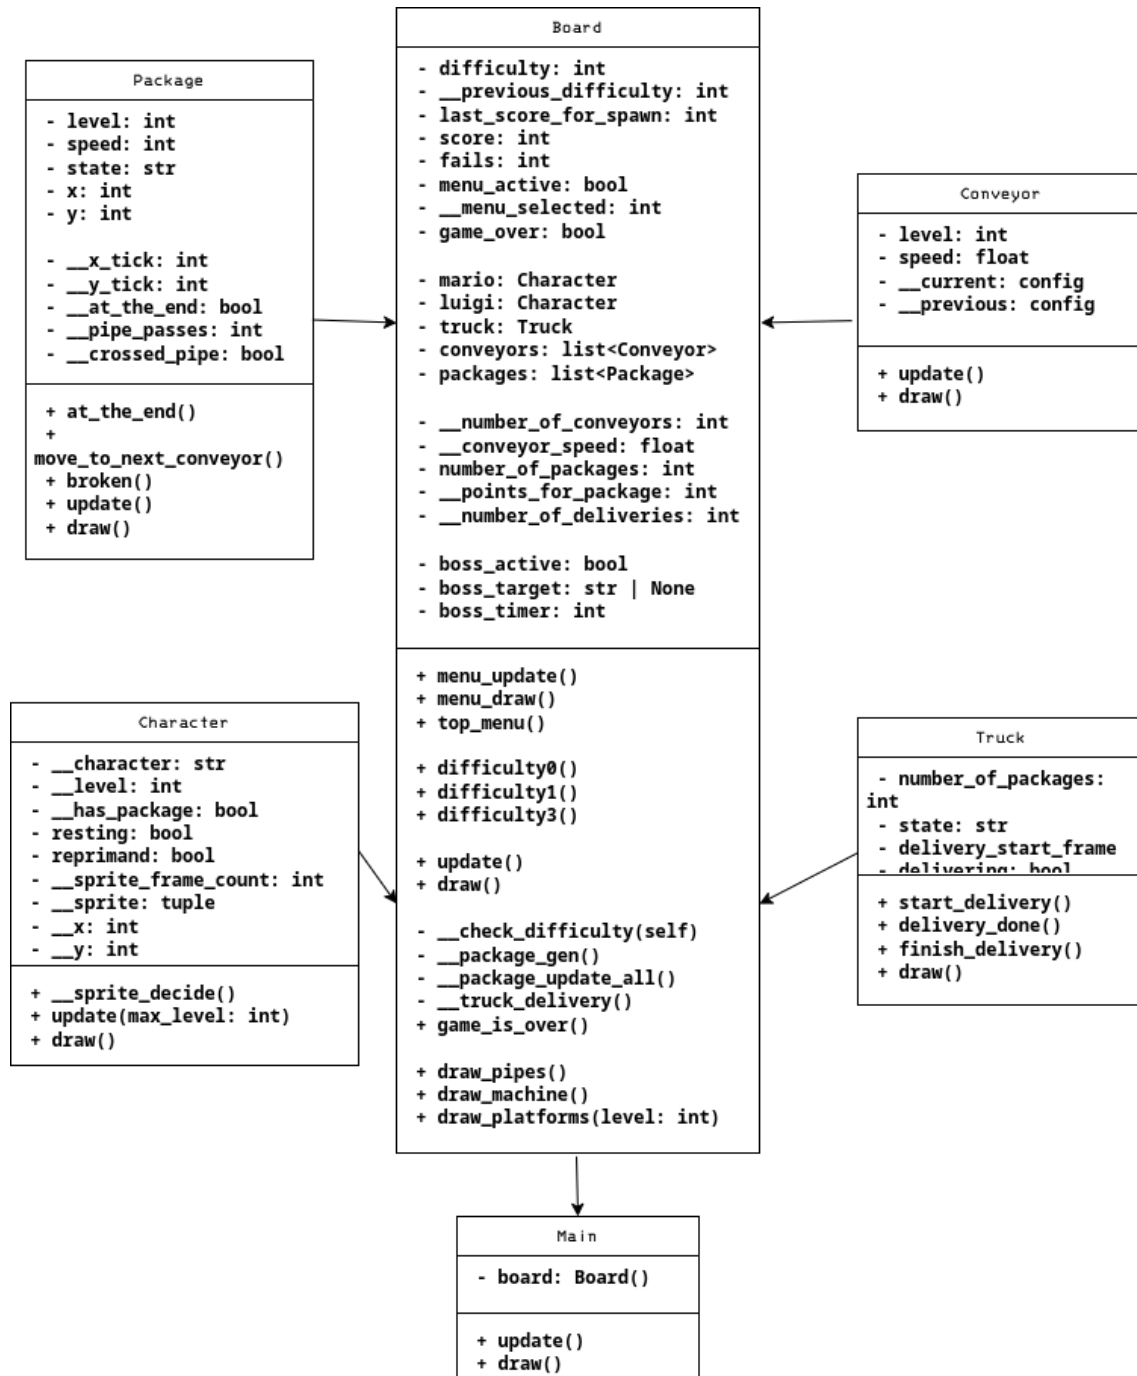 Board
- difficulty: int
- __previous_difficulty: int
- last_score_for_spawn: int
- score: int
- fails: int
- menu_active: bool
- __menu_selected: int
- game_over: bool
- mario: Character
- luigi: Character
- truck: Truck
- conveyors: list<Conveyor>
- packages: list<Package>
- __number_of_conveyors: int
- __conveyor_speed: float
- number_of_packages: int
- __points_for_package: int
- __number_of_deliveries: int
- boss_active: bool
- boss_target: str | None
- boss_timer: int
+ menu_update()
+ menu_draw()
+ top_menu()
+ difficulty0()
+ difficulty1()
+ difficulty3()
+ update()
+ draw()
- __check_difficulty(self)
- __package_gen()
- __package_update_all()
- __truck_delivery()
+ game_is_over()
+ draw_pipes()
+ draw_machine()
+ draw_platforms(level: int)
Package
- level: int
- speed: int
- state: str
- x: int
- y: int
- __x_tick: int
- __y_tick: int
- __at_the_end: bool
- __pipe_passes: int
- __crossed_pipe: bool
+ at_the_end()
+
move_to_next_conveyor()
+ broken()
+ update()
+ draw()
Conveyor
- level: int
- speed: float
- __current: config
- __previous: config
+ update()
+ draw()
Character
- __character: str
- __level: int
- __has_package: bool
- resting: bool
- reprimand: bool
- __sprite_frame_count: int
- __sprite: tuple
- __x: int
- __y: int
+ __sprite_decide()
+ update(max_level: int)
+ draw()
Truck
- number_of_packages:
int
- state: str
- delivery_start_frame
- delivering: bool
+ start_delivery()
+ delivery_done()
+ finish_delivery()
+ draw()
Main
- board: Board()
+ update()
+ draw()